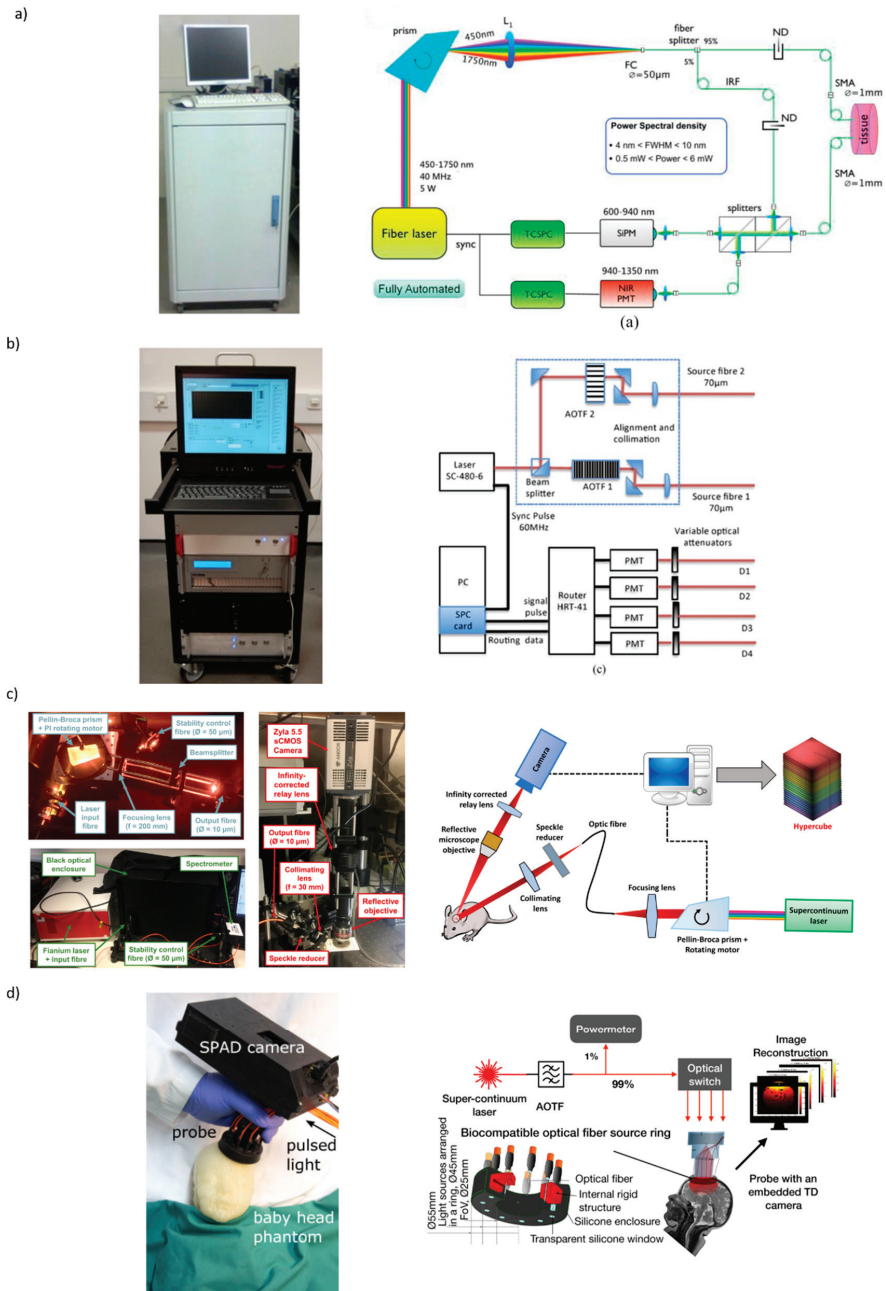 a)
prism
450nm
1750nm
L1
FC
Ø=50µm
fiber
splitter
95%
5%
ND
IRF
ND
SMA
Ø=1mm
tissue
SMA
Ø=1mm
Power Spectral density
• 4 nm < FWHM < 10 nm
• 0.5 mW < Power < 6 mW
450-1750 nm
40 MHz
5 W
Fiber laser
sync
TCSPC
600-940 nm
SiPM
splitters
940-1350 nm
TCSPC
NIR
PMT
Fully Automated
(a)
b)
AOTF 2
Source fibre 2
70µm
Alignment and
collimation
Laser
SC-480-6
Beam
splitter
AOTF 1
Source fibre 1
70µm
Sync Pulse
60MHz
Variable optical
attenuators
PC
SPC
card
signal
pulse
Routing data
Router
HRT-41
PMT
D1
PMT
D2
PMT
D3
PMT
D4
(c)
c)
Pellin-Broca prism
+ PI rotating motor
Stability control
fibre (Ø = 50 µm)
Beamsplitter
Laser
input
fibre
Focusing lens
(f = 200 mm)
Output fibre
(Ø = 10 µm)
Black optical
enclosure
Spectrometer
Fianium laser
+ input fibre
Stability control
fibre (Ø = 50 µm)
Zyla 5.5
sCMOS
Camera
Infinity-
corrected
relay lens
Output fibre
(Ø = 10 µm)
Collimating
lens
(f = 30 mm)
Reflective
objective
Speckle reducer
Camera
Infinity corrected
relay lens
Reflective
microscope
objective
Speckle
reducer
Optic fibre
Collimating
lens
Focusing lens
Pellin-Broca prism +
Rotating motor
Supercontinuum
laser
Hypercube
d)
SPAD camera
probe
pulsed
light
baby head
phantom
Powermeter
1%
99%
Super-continuum
laser
AOTF
Optical
switch
Image
Reconstruction
Biocompatible optical fiber source ring
Ø55mm
Light sources arranged
in a ring, Ø45mm
FoV, Ø25mm
Optical fiber
Internal rigid
structure
Silicone enclosure
Transparent silicone window
Probe with an
embedded TD
camera